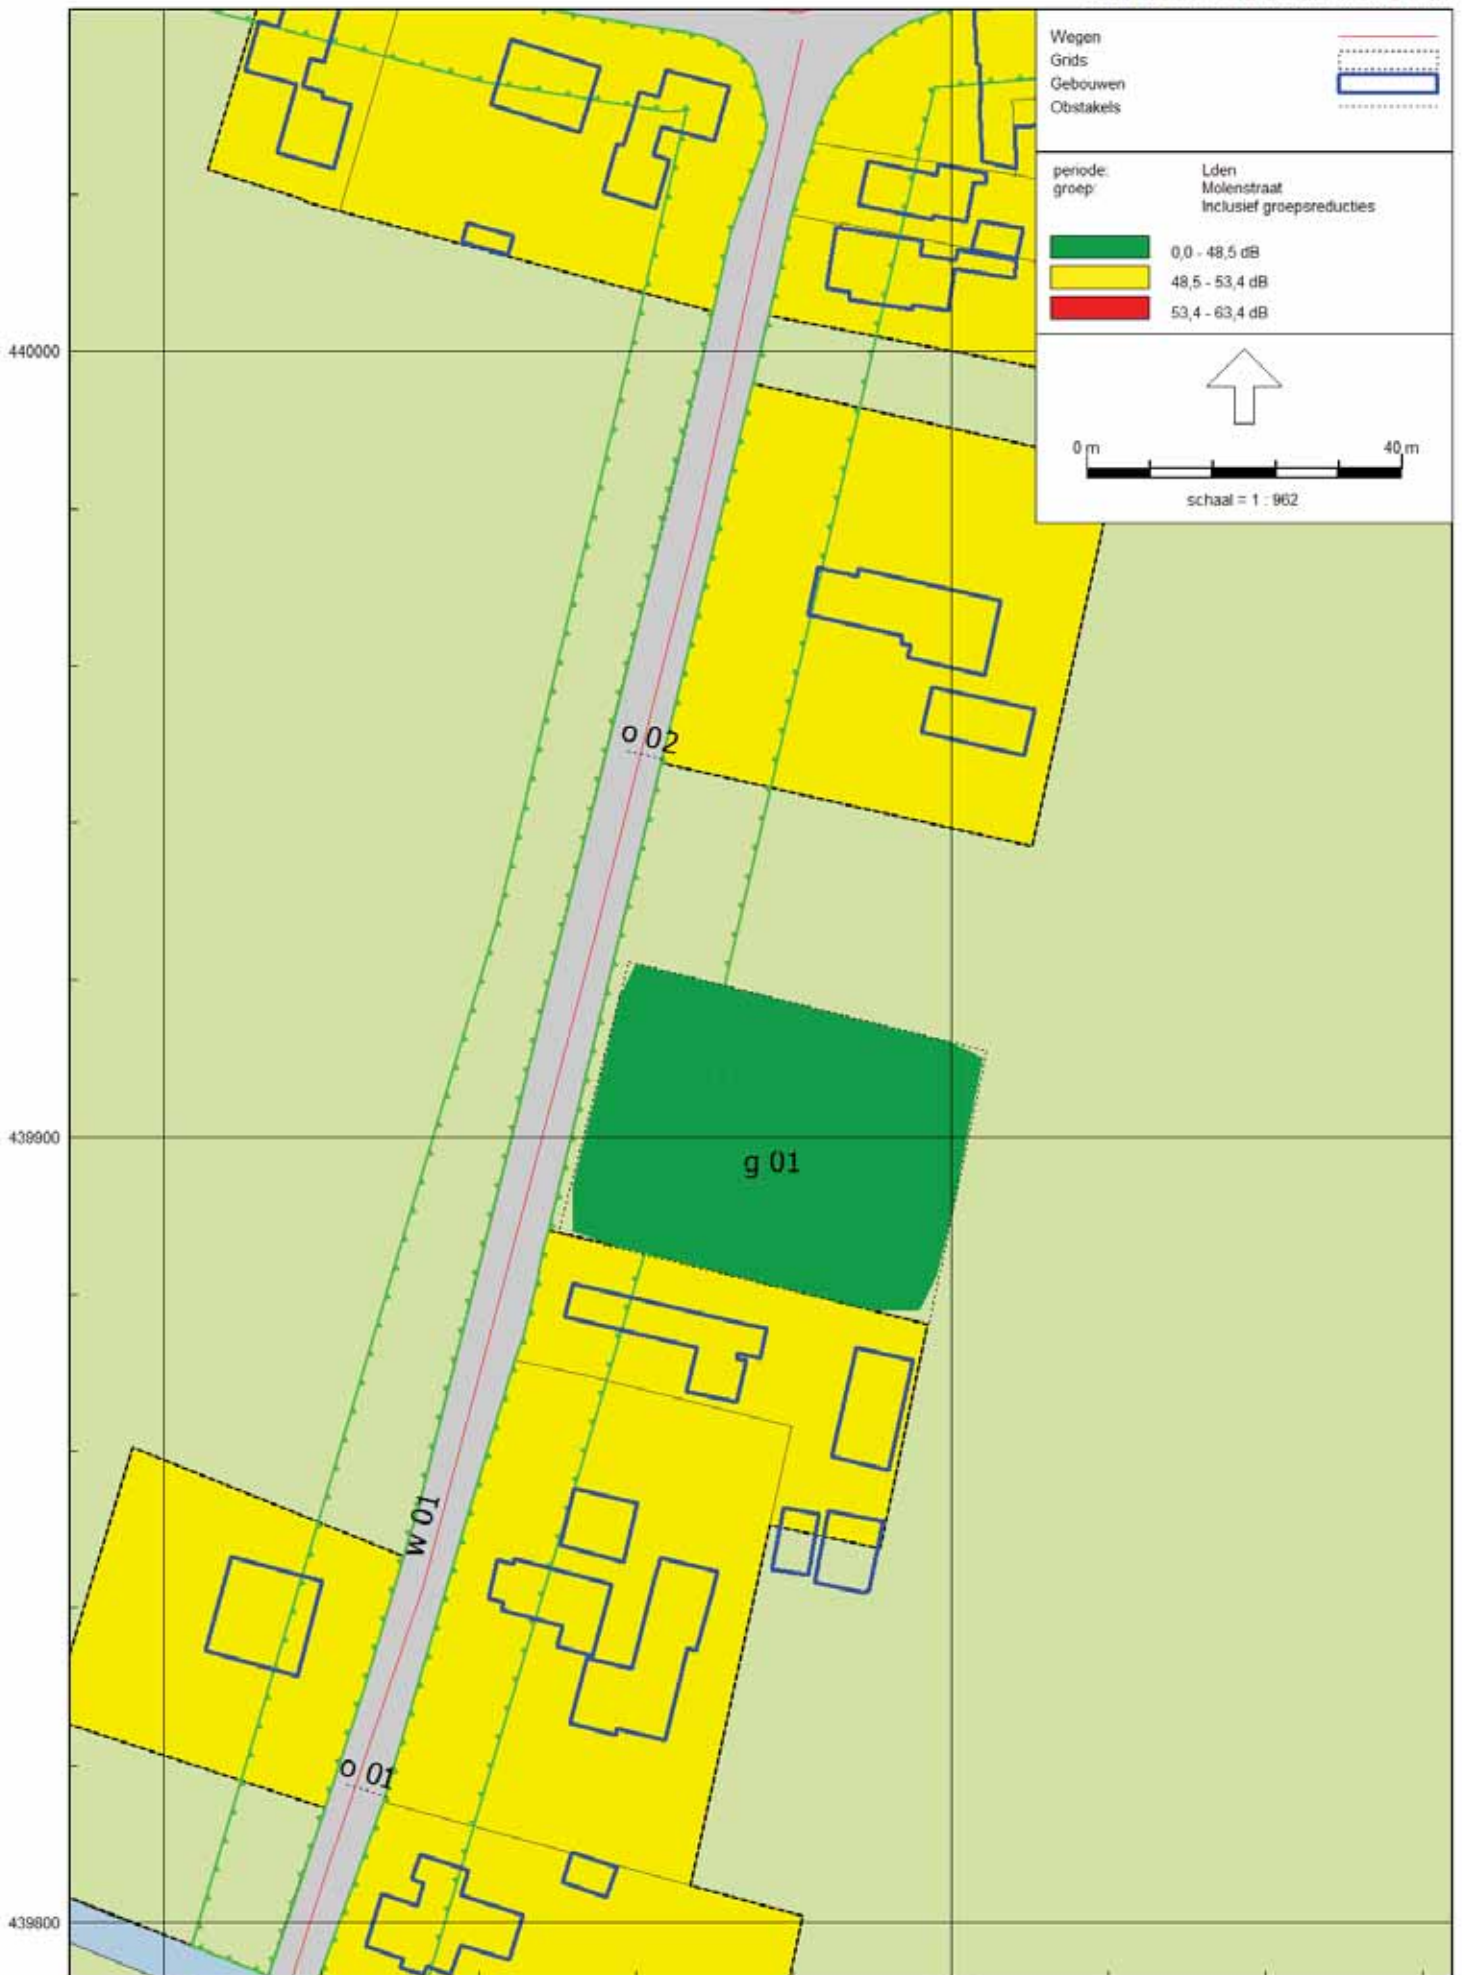 Wegen
Grids
Gebouwen
Obstakels
periode: Lden
groep: Molenstraat
Inclusief groepsreducties
0,0 - 48,5 dB
48,5 - 53,4 dB
53,4 - 63,4 dB
440000
0 m 40 m
schaal = 1 : 962
o 02
439900
g 01
w 01
o 01
439800